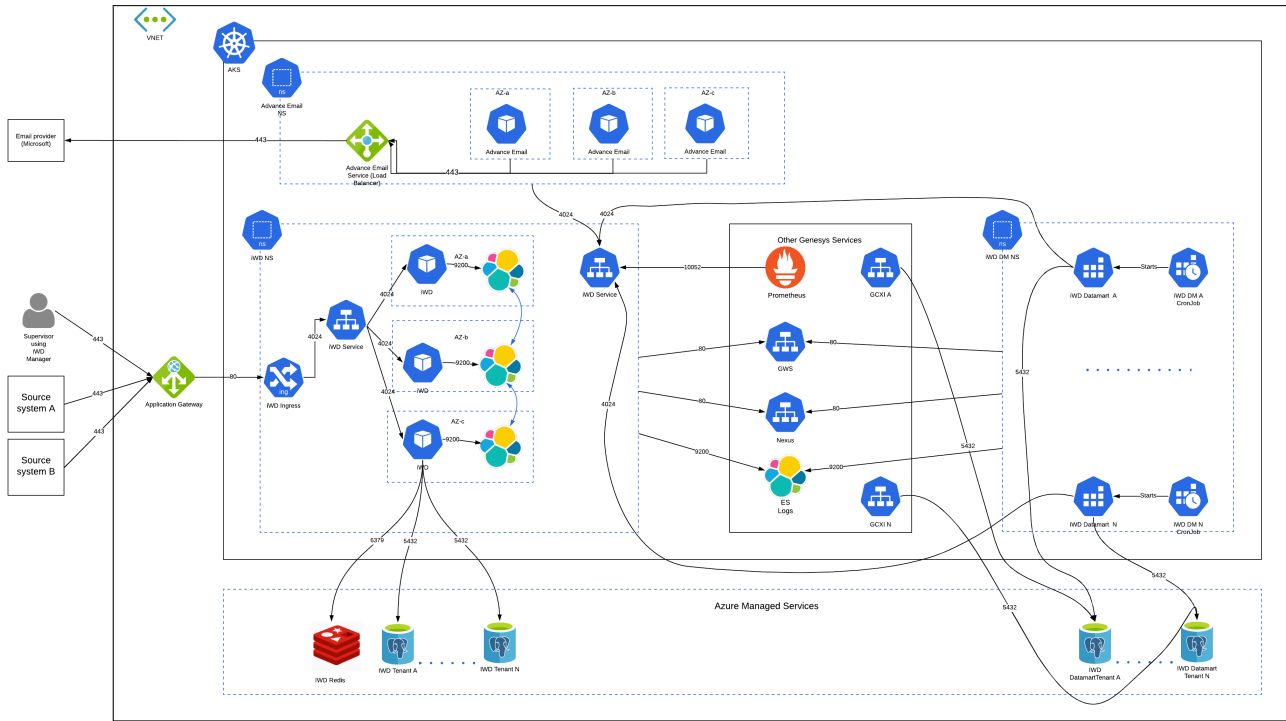 VNET
AKS
ns
Advance Email
NS
AZ-a
AZ-b
AZ-c
Advance Email
Advance Email
Advance Email
Email provider
(Microsoft)
443
Advance Email
Service (Load
Balancer)
443
4024
4024
ns
iWD NS
AZ-a
9200
iWD
4024
iWD Service
10052
Other Genesys Services
Prometheus
GCXI A
ns
iWD DM NS
IWD Datamart A
Starts
IWD DM A
CronJob
Supervisor
using
iWD
Manager
443
4024
iWD Service
4024
AZ-b
9200
iWD
80
GWS
80
5432
Source
system A
443
Application Gateway
80
ing
iWD Ingress
4024
4024
80
Nexus
80
Source
system B
443
AZ-c
9200
iWD
9200
ES
Logs
9200
5432
GCXI N
IWD Datamart N
Starts
IWD DM N
CronJob
6379
5432
5432
5432
5432
Azure Managed Services
IWD Redis
IWD Tenant A
IWD Tenant N
IWD
DatamartTenant A
IWD Datamart
Tenant N